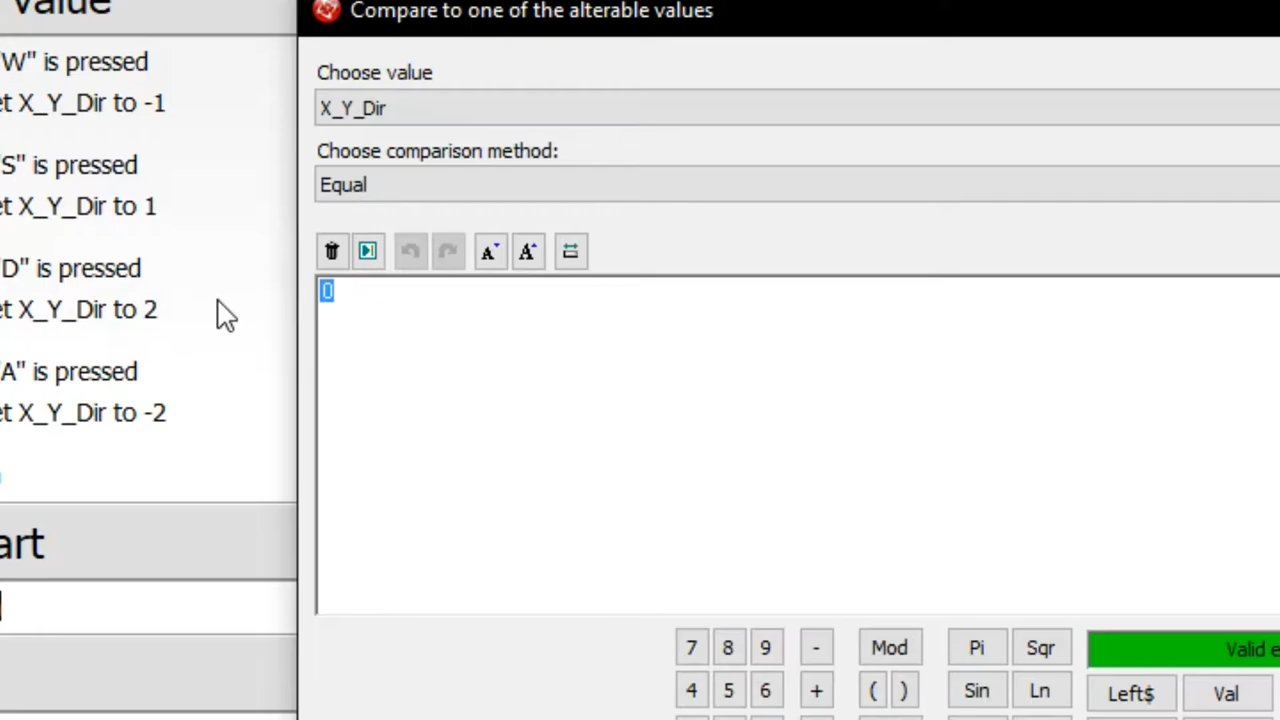 Value
Compare to one of the alterable values
"W" is pressed
et X_Y_Dir to -1
"S" is pressed
et X_Y_Dir to 1
"D" is pressed
et X_Y_Dir to 2
"A" is pressed
et X_Y_Dir to -2
art
Choose value
X_Y_Dir
Choose comparison method:
Equal
0
7 8 9 - Mod Pi Sqr Valid e
4 5 6 + ( ) Sin Ln Left$ Val